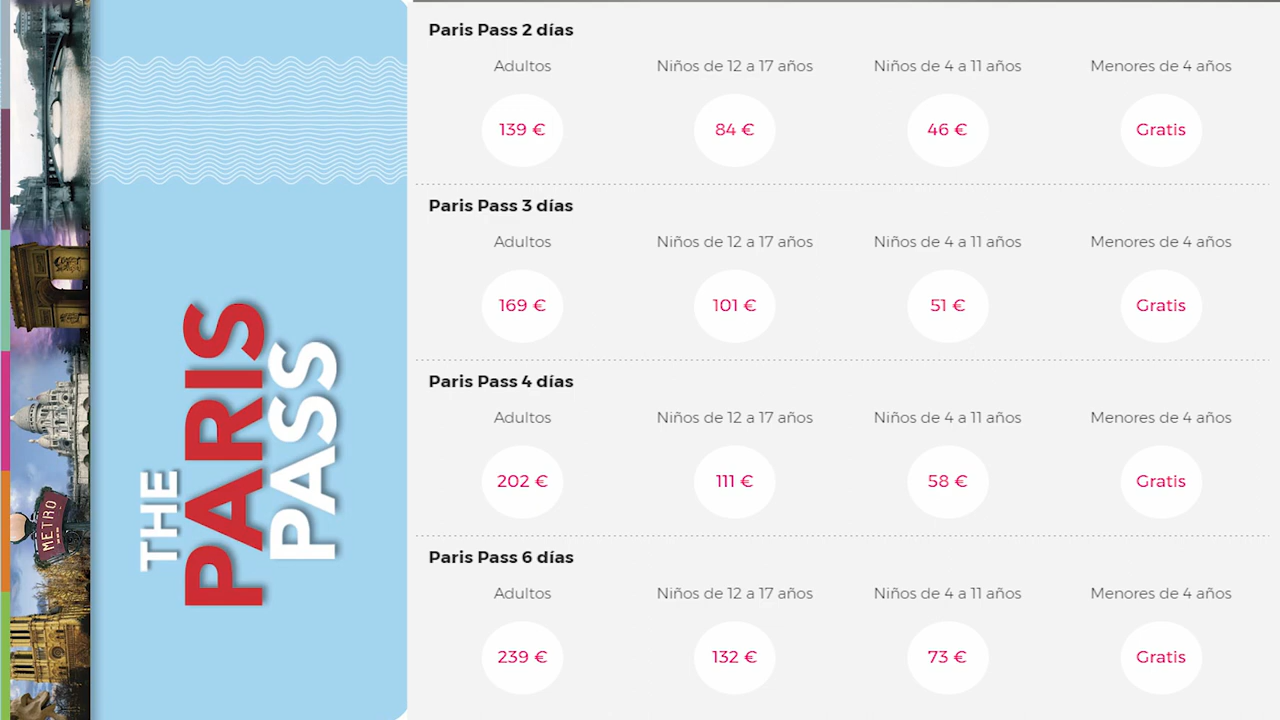 THE
PARIS
PASS
METRO
Paris Pass 2 días
Adultos Niños de 12 a 17 años Niños de 4 a 11 años Menores de 4 años
139 € 84 € 46 € Gratis
Paris Pass 3 días
Adultos Niños de 12 a 17 años Niños de 4 a 11 años Menores de 4 años
169 € 101 € 51 € Gratis
Paris Pass 4 días
Adultos Niños de 12 a 17 años Niños de 4 a 11 años Menores de 4 años
202 € 111 € 58 € Gratis
Paris Pass 6 días
Adultos Niños de 12 a 17 años Niños de 4 a 11 años Menores de 4 años
239 € 132 € 73 € Gratis